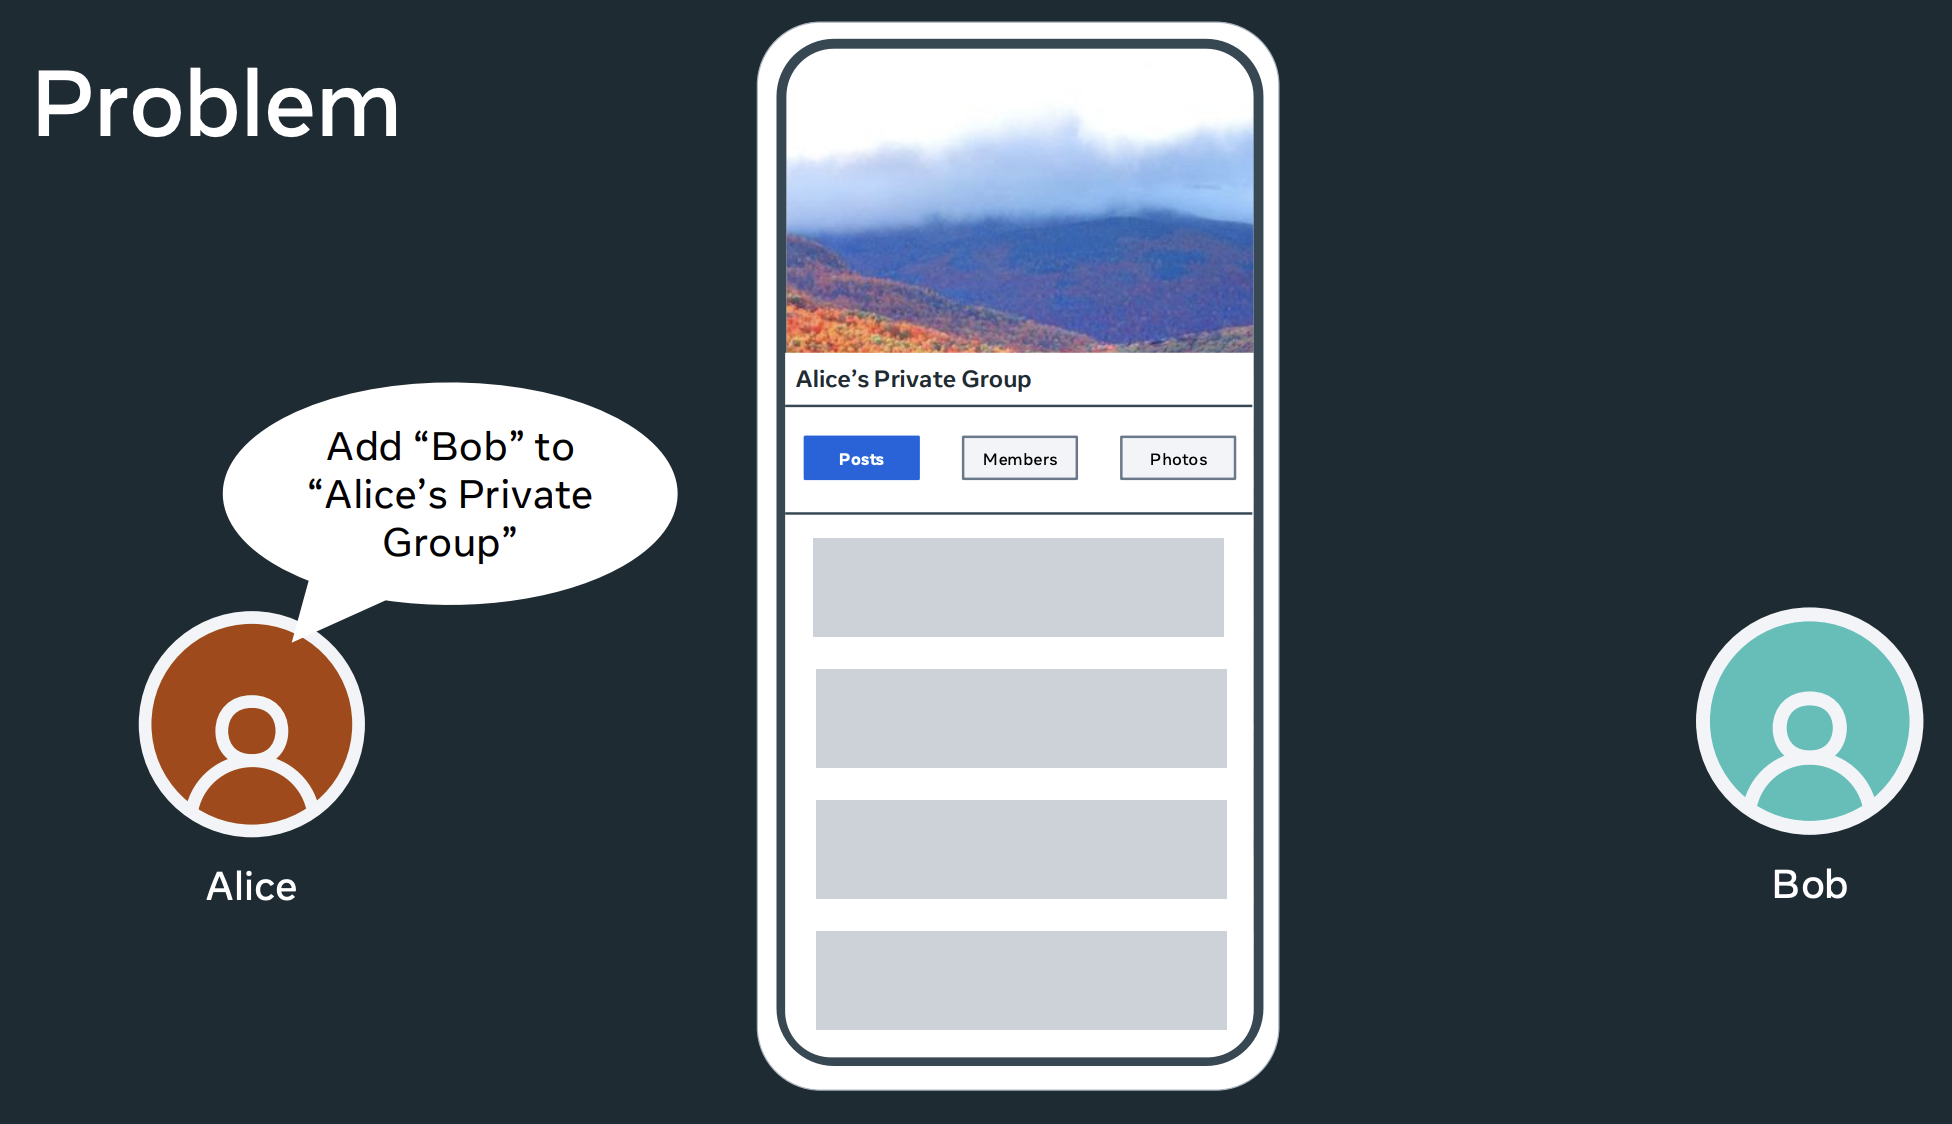 Problem
Add “Bob” to
“Alice’s Private
Group”
Alice
Alice’s Private Group
Posts
Members
Photos
Bob